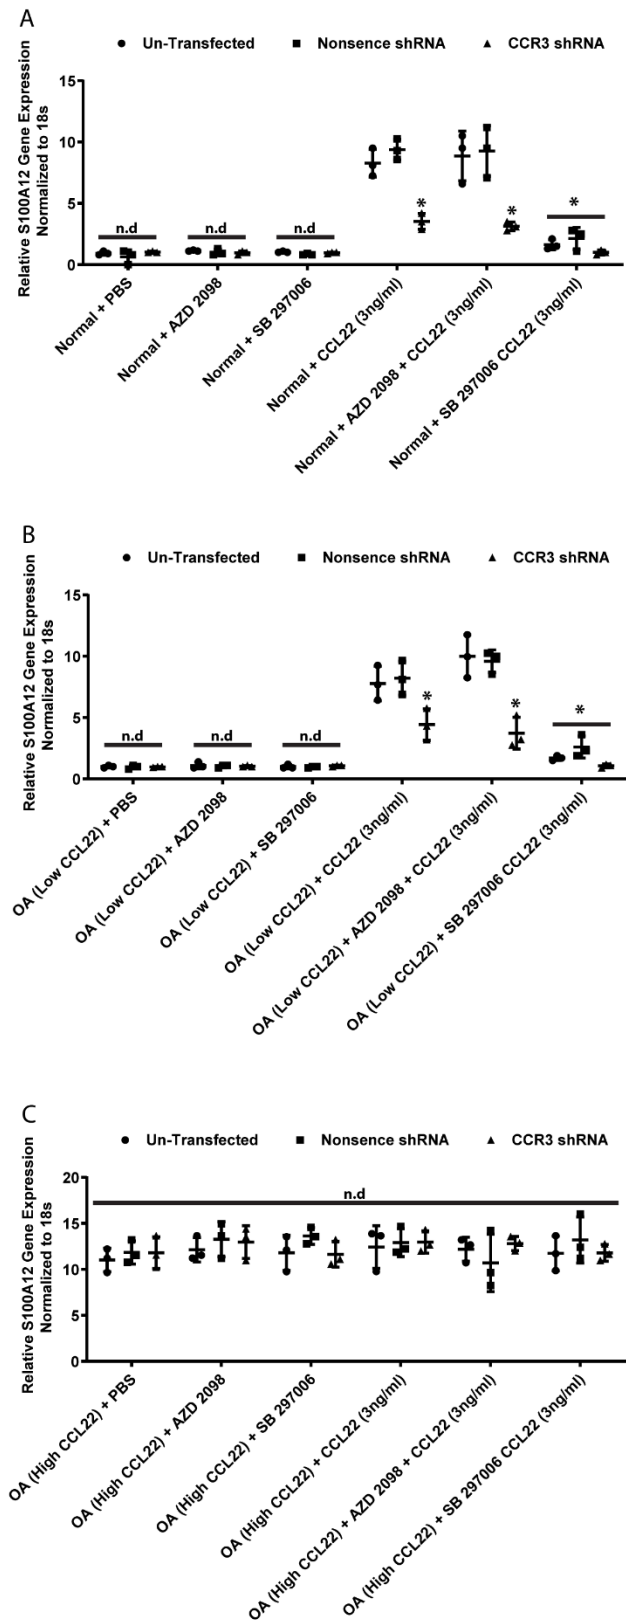 A
Un-Transfected Nonsence shRNA CCR3 shRNA
Relative S100A12 Gene Expression
Normalized to 18s
15
10
5
0
n.d n.d n.d * * *
Normal + PBS
Normal + AZD 2098
Normal + SB 297006
Normal + CCL22 (3ng/ml)
Normal + AZD 2098 + CCL22 (3ng/ml)
Normal + SB 297006 CCL22 (3ng/ml)
B
Un-Transfected Nonsence shRNA CCR3 shRNA
Relative S100A12 Gene Expression
Normalized to 18s
15
10
5
0
n.d n.d n.d * * *
OA (Low CCL22) + PBS
OA (Low CCL22) + AZD 2098
OA (Low CCL22) + SB 297006
OA (Low CCL22) + CCL22 (3ng/ml)
OA (Low CCL22) + AZD 2098 + CCL22 (3ng/ml)
OA (Low CCL22) + SB 297006 CCL22 (3ng/ml)
C
Un-Transfected Nonsence shRNA CCR3 shRNA
Relative S100A12 Gene Expression
Normalized to 18s
20
15
10
5
0
n.d
OA (High CCL22) + PBS
OA (High CCL22) + AZD 2098
OA (High CCL22) + SB 297006
OA (High CCL22) + CCL22 (3ng/ml)
OA (High CCL22) + AZD 2098 + CCL22 (3ng/ml)
OA (High CCL22) + SB 297006 CCL22 (3ng/ml)